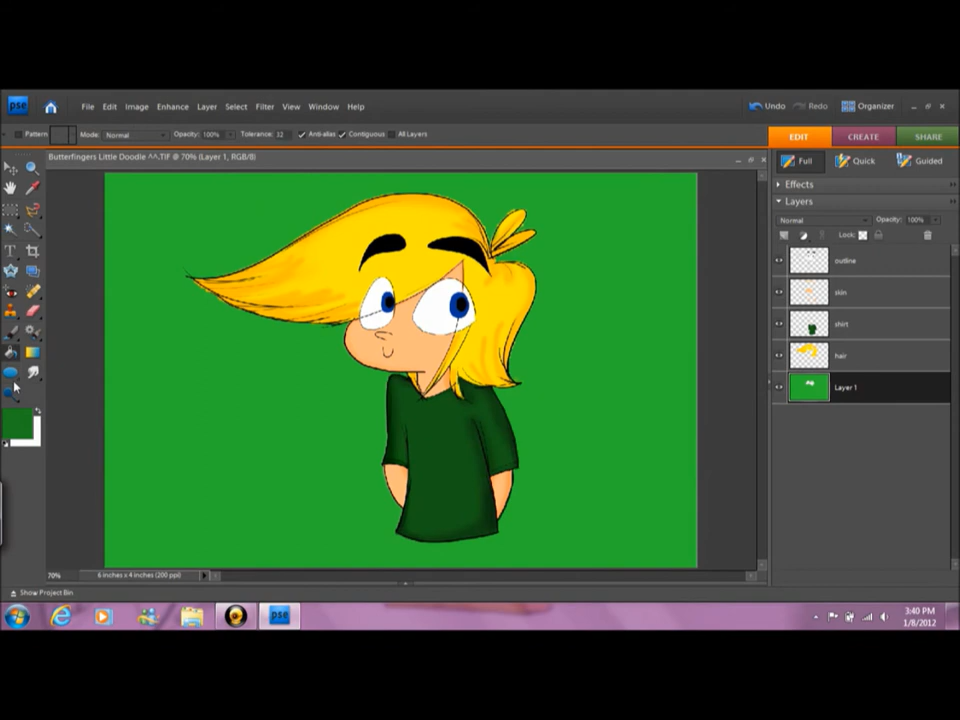 pse File Edit Image Enhance Layer Select Filter View Window Help Undo Redo Organizer
Pattern Mode: Normal Opacity: 100% Tolerance: 32 Anti-alias Contiguous All Layers EDIT CREATE SHARE
Butterfingers Little Doodle ^^.TIF @ 70% (Layer 1, RGB/8)
Full Quick Guided
Effects
Layers
Normal Opacity: 100%
Lock:
outline
skin
shirt
hair
Layer 1
T
70% 6 inches x 4 inches (200 ppi)
Show Project Bin
pse
3:40 PM
1/8/2012